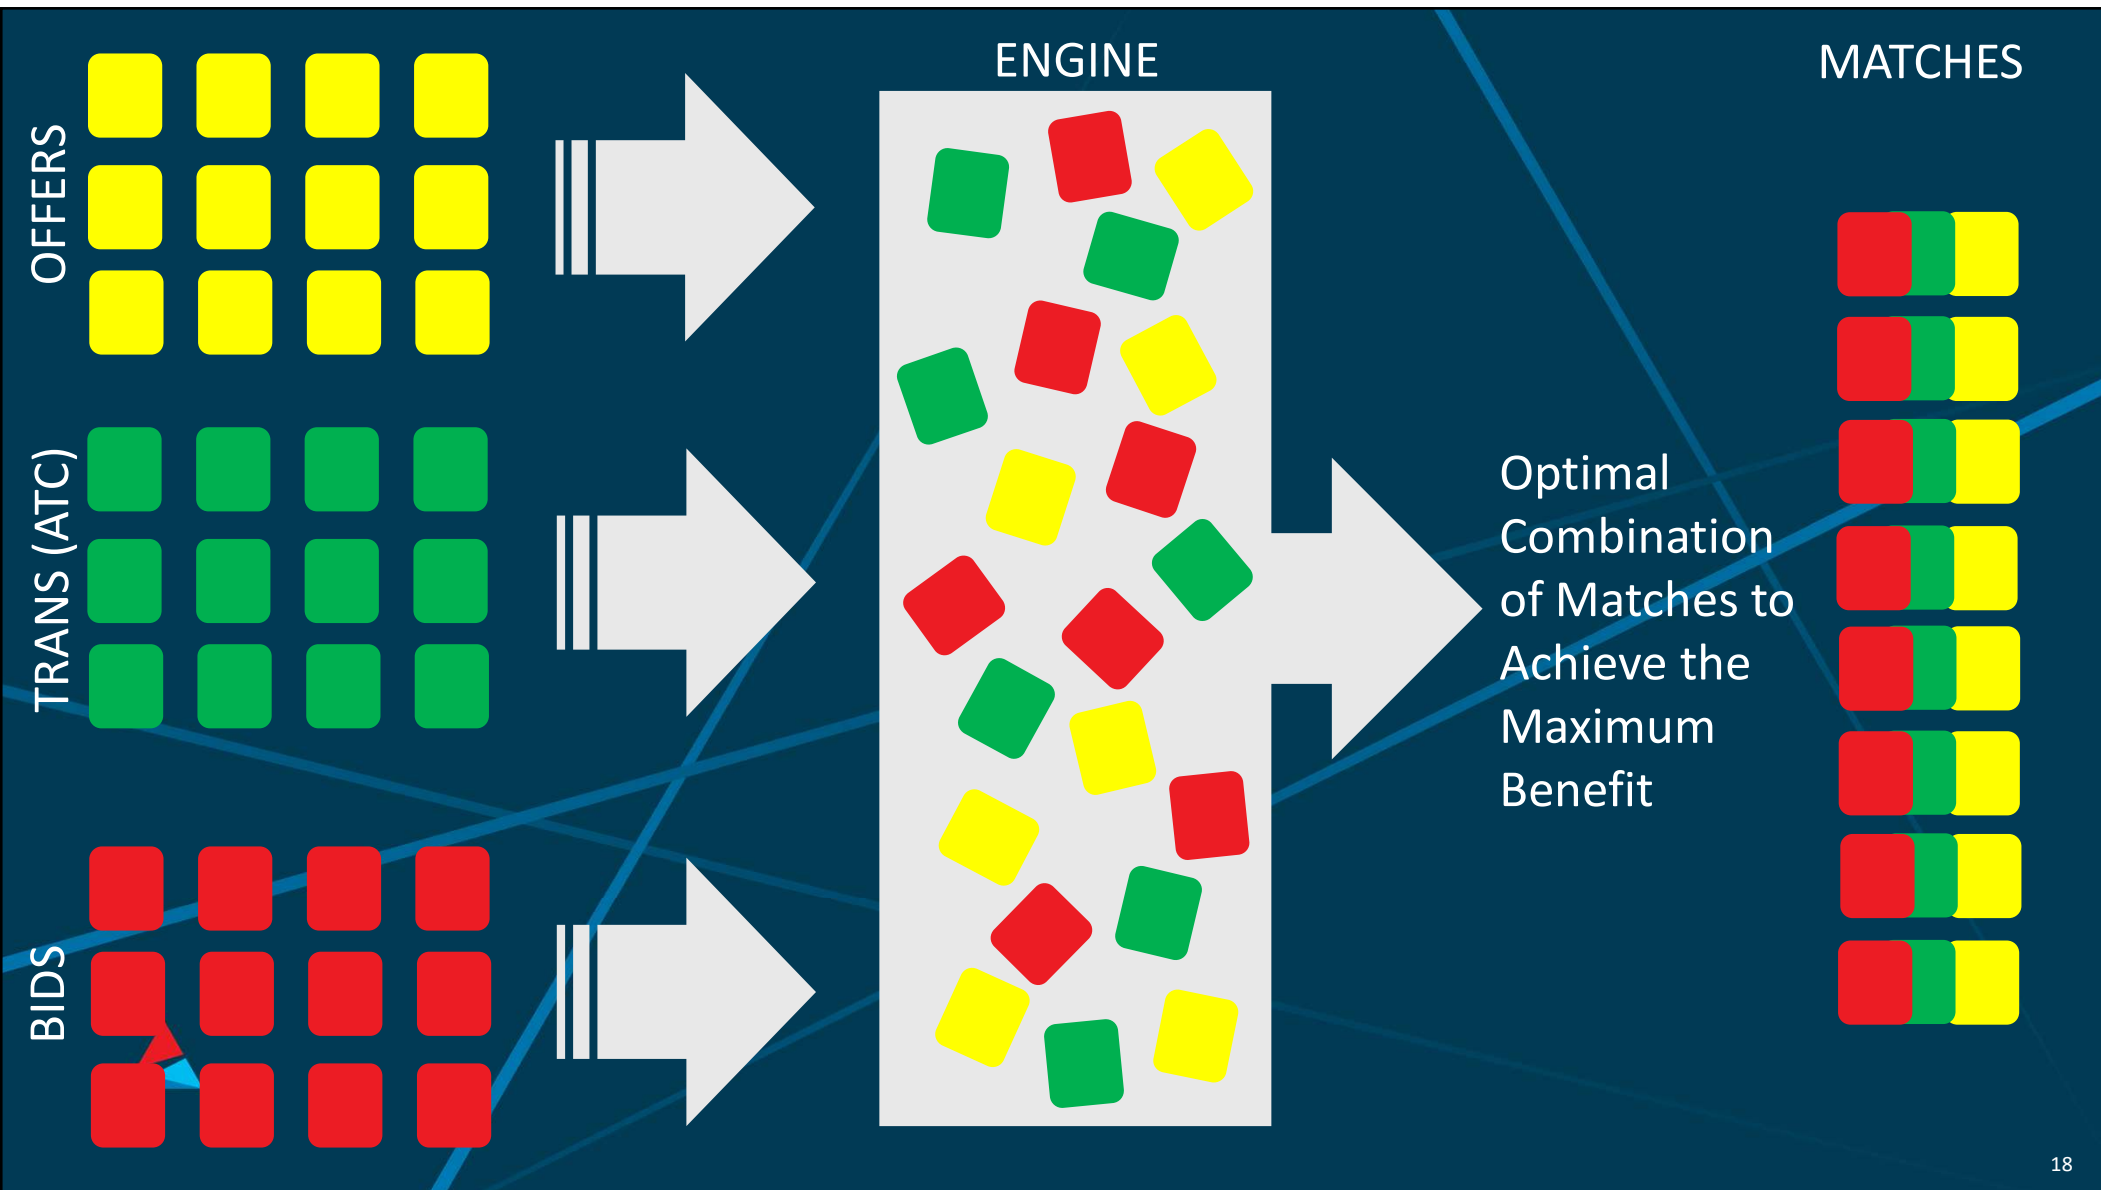 OFFERS
TRANS (ATC)
BIDS
ENGINE
Optimal
Combination
of Matches to
Achieve the
Maximum
Benefit
MATCHES
18